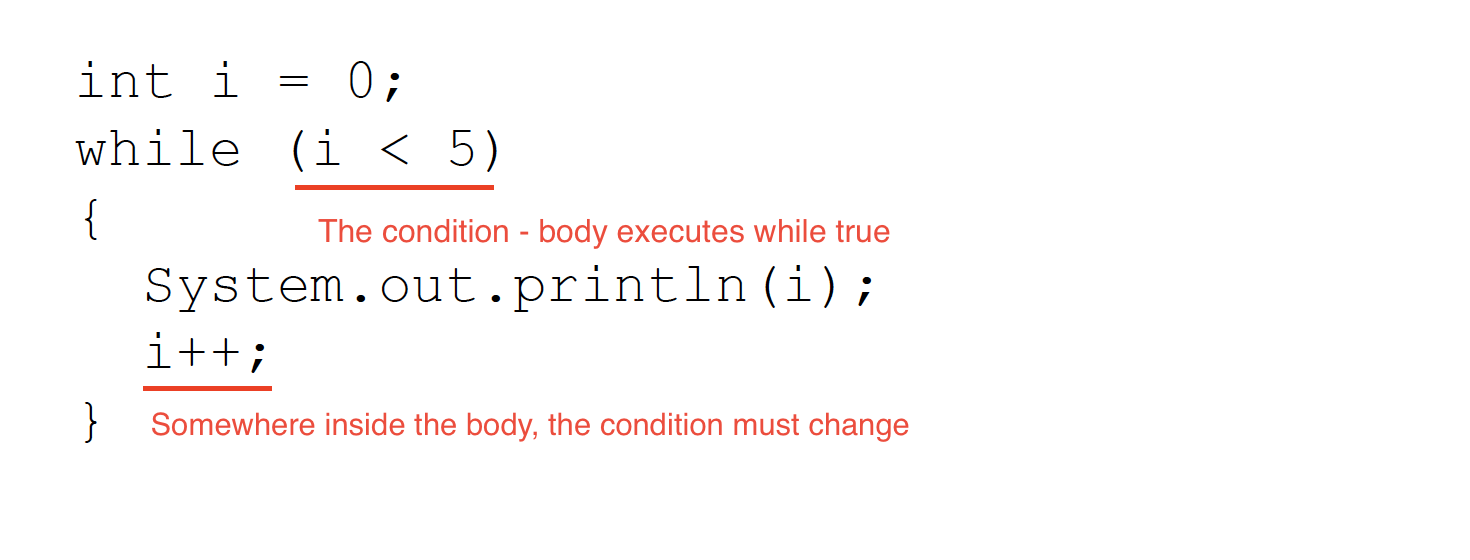 int i = 0;
while (i < 5)
{
The condition - body executes while true
System.out.println(i);
i++;
} Somewhere inside the body, the condition must change